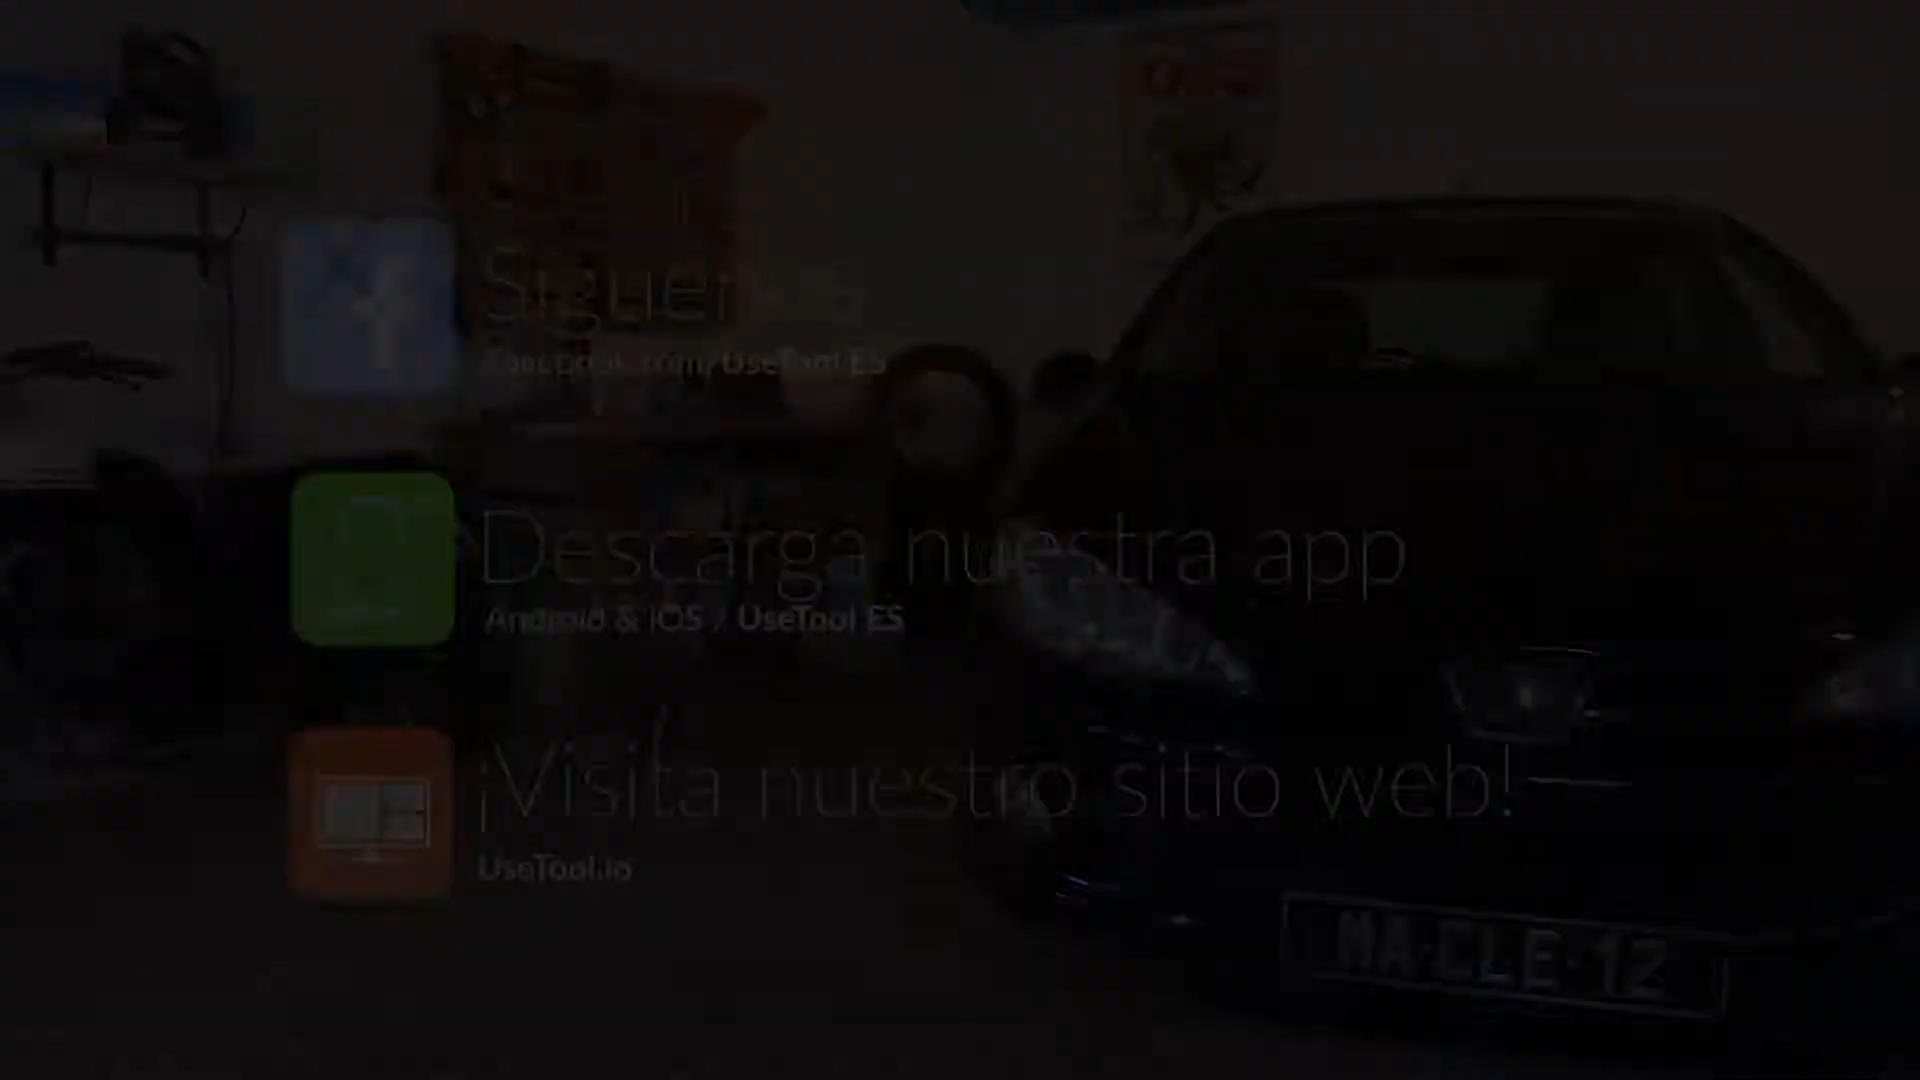 Facebook.com/UseTool ES
Descarga nuestra app
Android & iOS / UseTool ES
¡Visita nuestro sitio web!
UseTool.io
MA·CLE·12